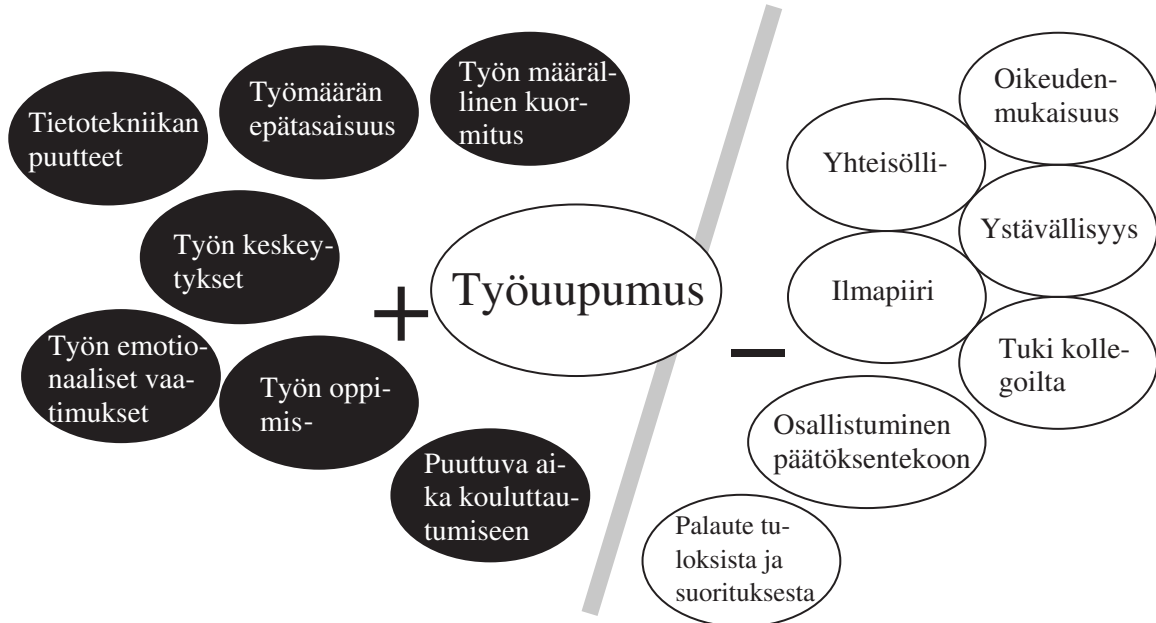 Tietotekniikan
puutteet
Työmäärän
epätasaisuus
Työn määräl-
linen kuor-
mitus
Työn keskey-
tykset
Työn emotio-
naaliset vaa-
timukset
Työn oppi-
mis-
Puuttuva ai-
ka kouluttau-
tumiseen
+
Työuupumus
–
Oikeuden-
mukaisuus
Yhteisölli-
Ystävällisyys
Ilmapiiri
Tuki kolle-
goilta
Osallistuminen
päätöksentekoon
Palaute tu-
loksista ja
suorituksesta